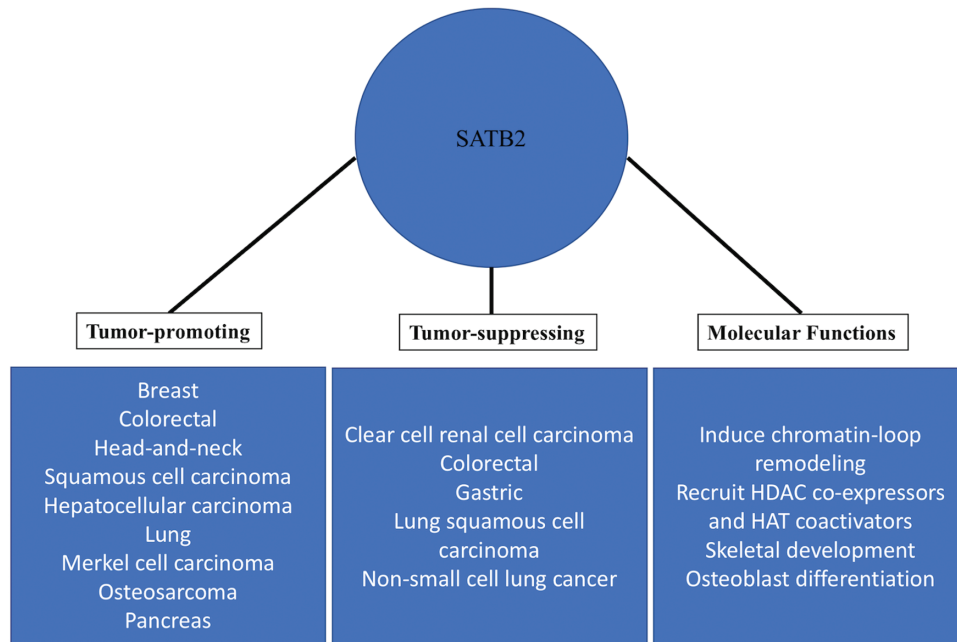 SATB2
Tumor-promoting
Breast
Colorectal
Head-and-neck
Squamous cell carcinoma
Hepatocellular carcinoma
Lung
Merkel cell carcinoma
Osteosarcoma
Pancreas
Tumor-suppressing
Clear cell renal cell carcinoma
Colorectal
Gastric
Lung squamous cell
carcinoma
Non-small cell lung cancer
Molecular Functions
Induce chromatin-loop
remodeling
Recruit HDAC co-expressors
and HAT coactivators
Skeletal development
Osteoblast differentiation